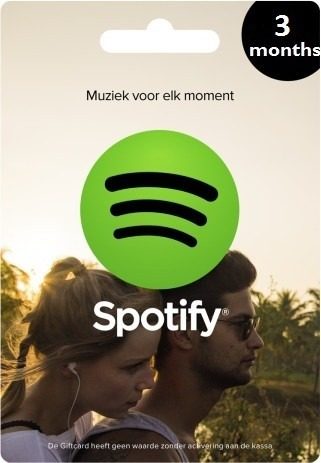 3
months
Muziek voor elk moment
Spotify®
De Giftcard heeft geen waarde zonder activering aan de kassa